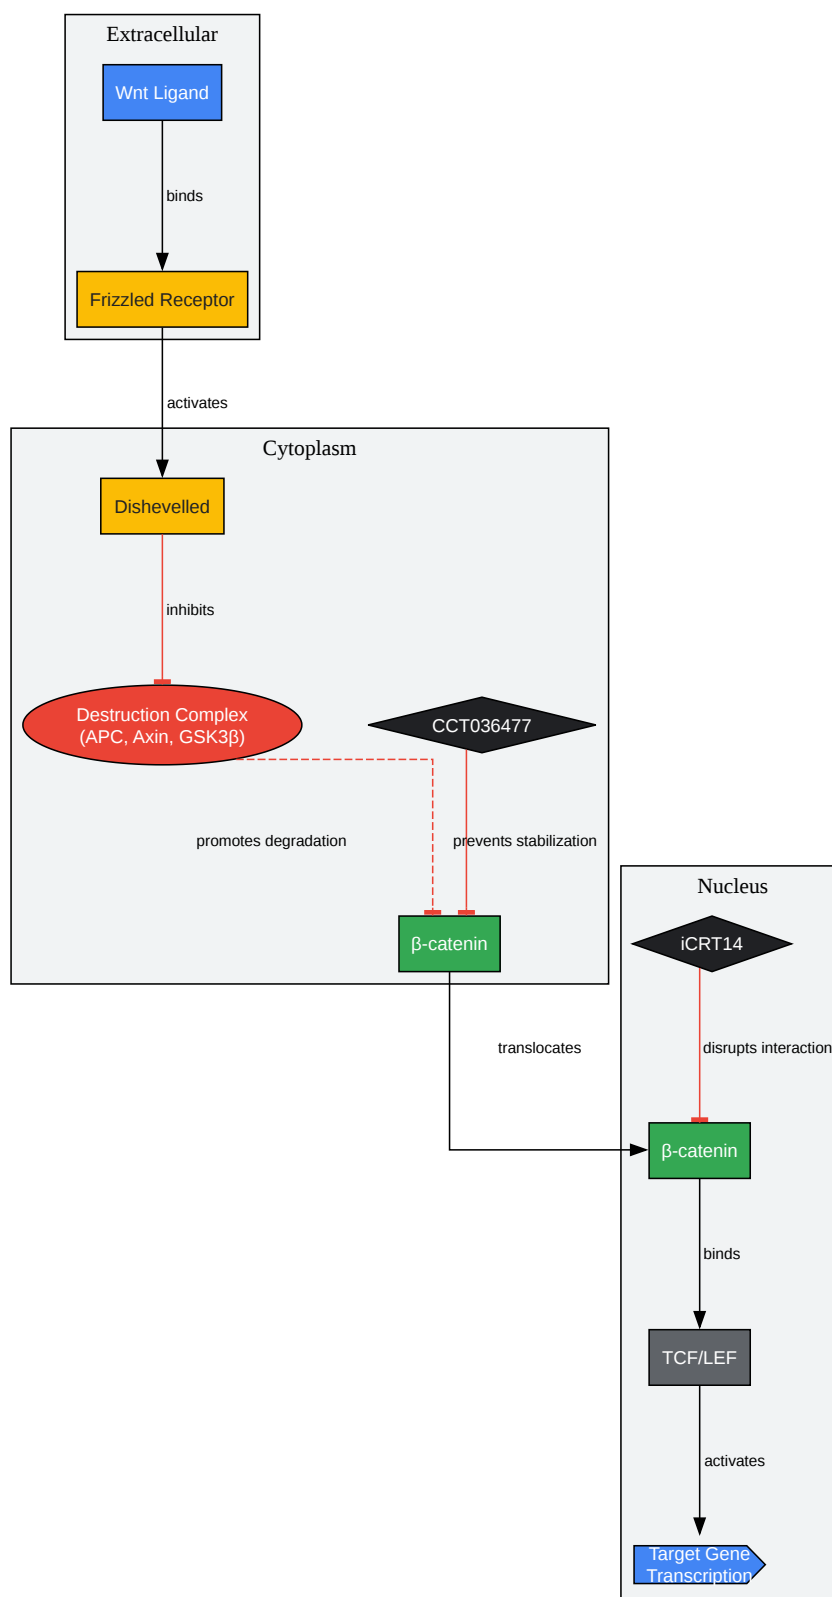 Extracellular
Wnt Ligand
binds
Frizzled Receptor
activates
Cytoplasm
Dishevelled
inhibits
Destruction Complex
(APC, Axin, GSK3β)
CCT036477
promotes degradation
prevents stabilization
β-catenin
Nucleus
iCRT14
translocates
disrupts interaction
β-catenin
binds
TCF/LEF
activates
Target Gene
Transcription